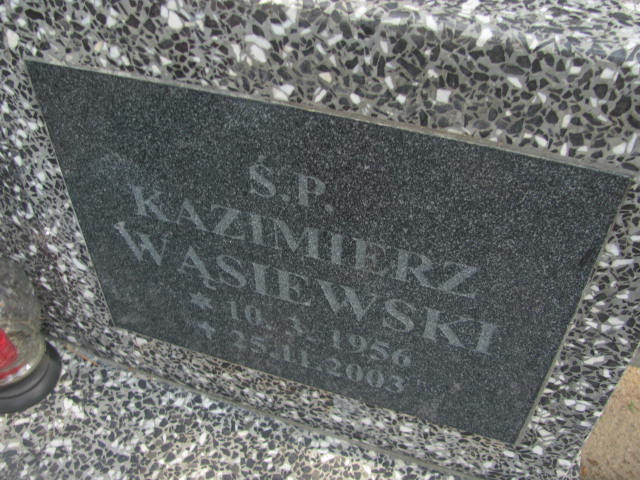 Ś.P.
KAZIMIERZ
WĄSIEWSKI
* 10.3.1956
+ 25.11.2003